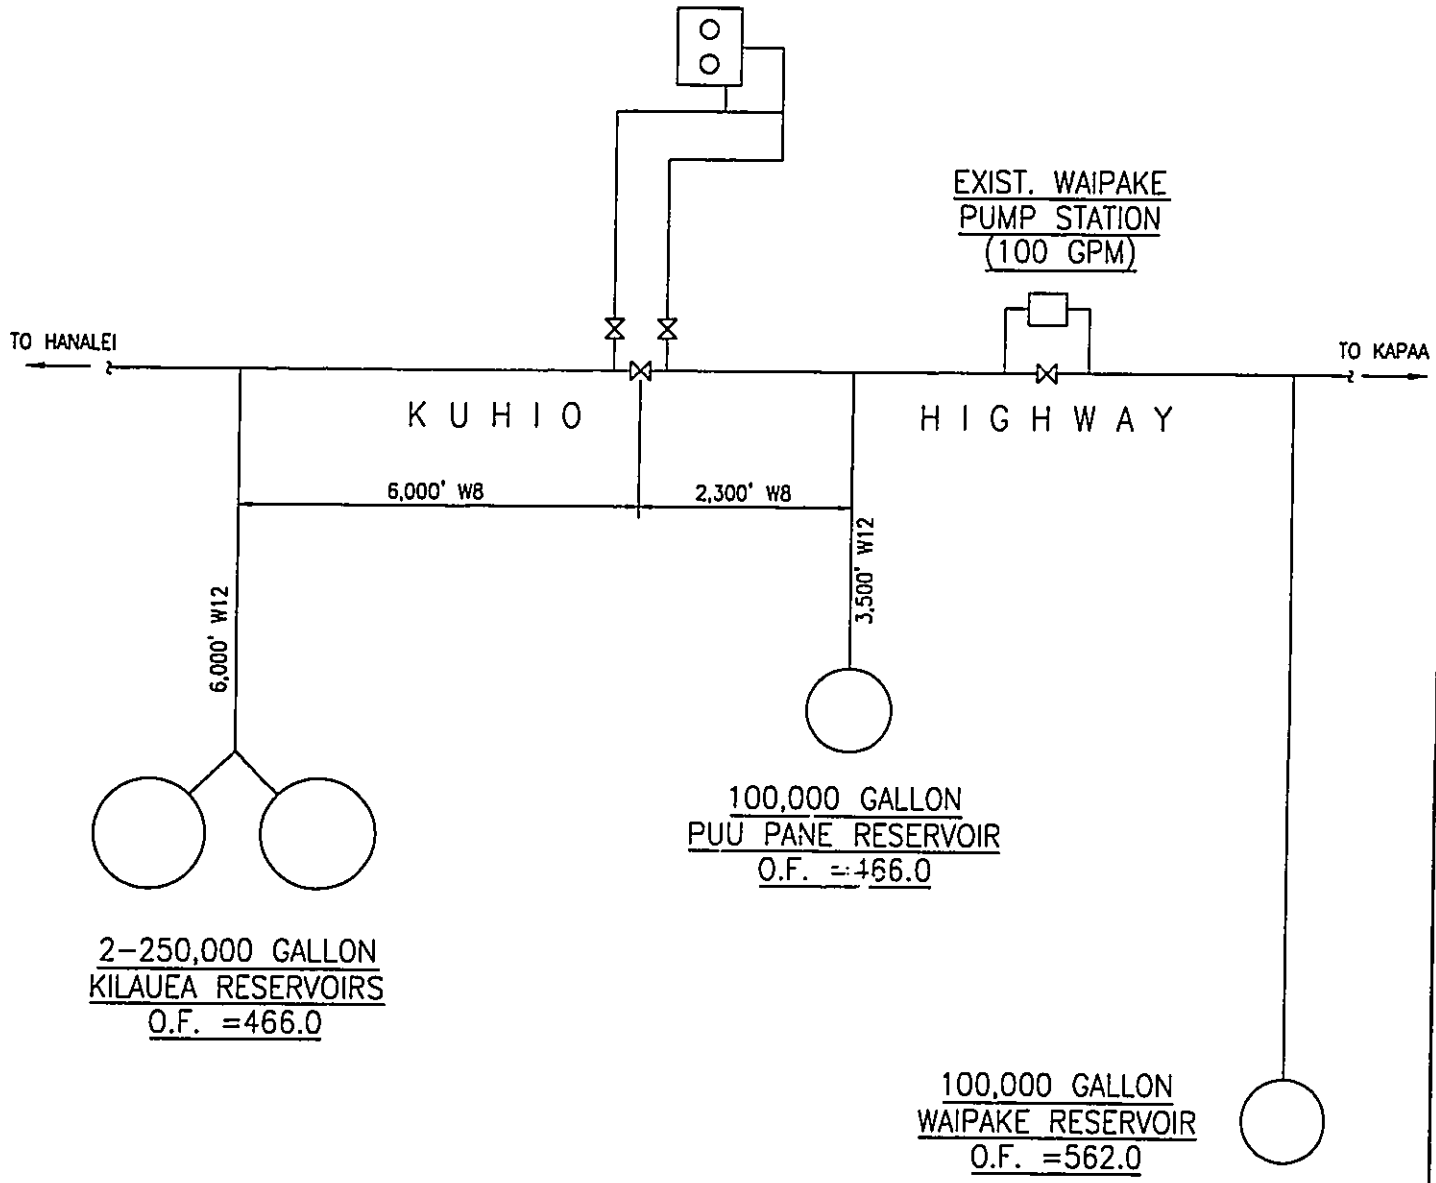 EXIST. WAIPAKE
PUMP STATION
(100 GPM)
TO HANALEI
TO KAPAA
KUHIO HIGHWAY
6,000' W8
2,300' W8
6,000' W12
3,500' W12
100,000 GALLON
PUU PANE RESERVOIR
O.F. =466.0
2-250,000 GALLON
KILAUEA RESERVOIRS
O.F. =466.0
100,000 GALLON
WAIPAKE RESERVOIR
O.F. =562.0